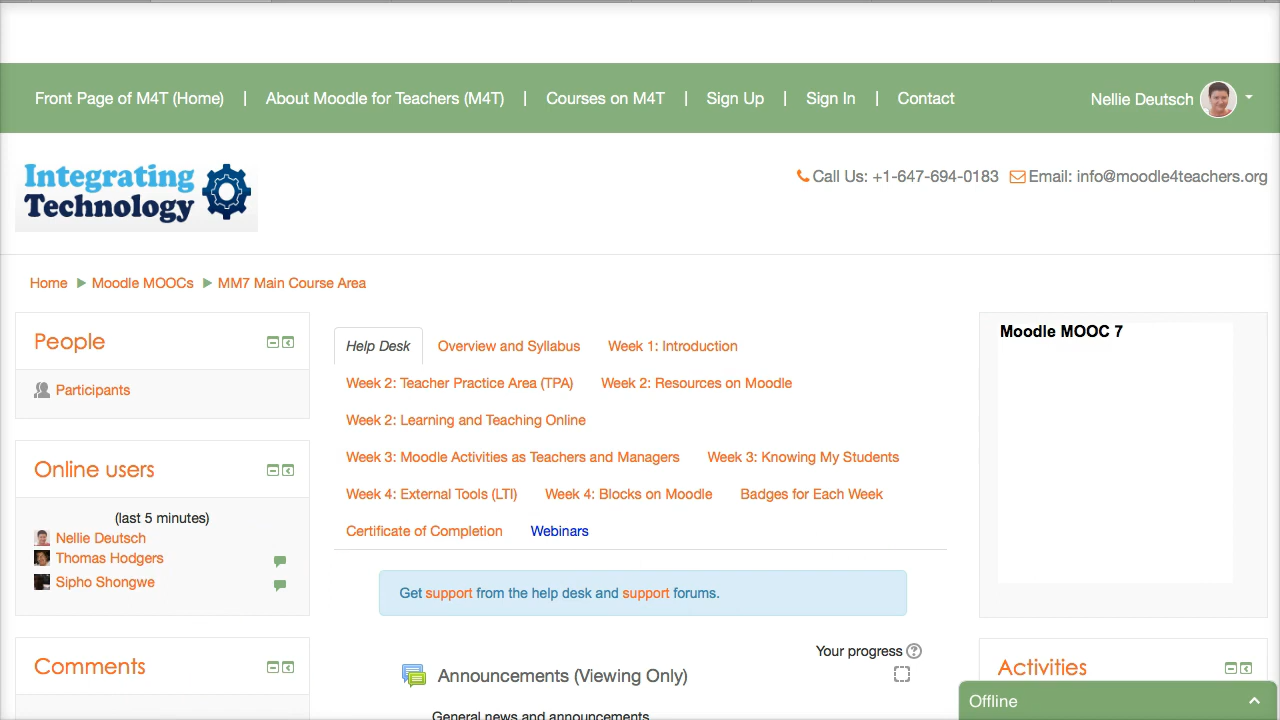 Front Page of M4T (Home) | About Moodle for Teachers (M4T) | Courses on M4T | Sign Up | Sign In | Contact
Nellie Deutsch
Integrating
Technology
Call Us: +1-647-694-0183 Email: info@moodle4teachers.org
Home Moodle MOOCs MM7 Main Course Area
People
Participants
Online users
(last 5 minutes)
Nellie Deutsch
Thomas Hodgers
Sipho Shongwe
Comments
Help Desk Overview and Syllabus Week 1: Introduction
Week 2: Teacher Practice Area (TPA) Week 2: Resources on Moodle
Week 2: Learning and Teaching Online
Week 3: Moodle Activities as Teachers and Managers Week 3: Knowing My Students
Week 4: External Tools (LTI) Week 4: Blocks on Moodle Badges for Each Week
Certificate of Completion Webinars
Get support from the help desk and support forums.
Your progress
Announcements (Viewing Only)
General news and announcements
Moodle MOOC 7
Activities
Offline